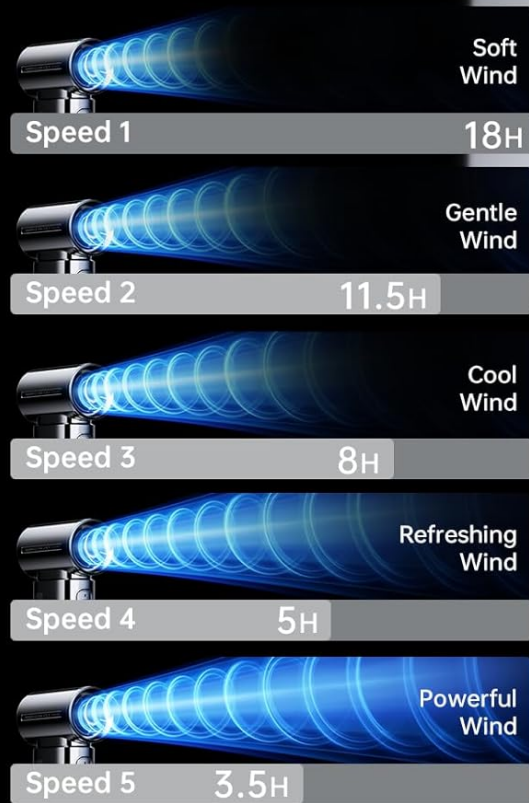 Soft
Wind
Speed 1 18H
Gentle
Wind
Speed 2 11.5H
Cool
Wind
Speed 3 8H
Refreshing
Wind
Speed 4 5H
Powerful
Wind
Speed 5 3.5H